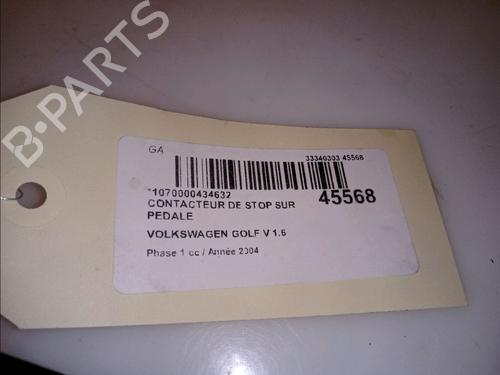 B-PARTS
GA
33340303 45568
*1070000434632
45568
CONTACTEUR DE STOP SUR
PEDALE
VOLKSWAGEN GOLF V 1.6
Phase 1 cc / Année 2004